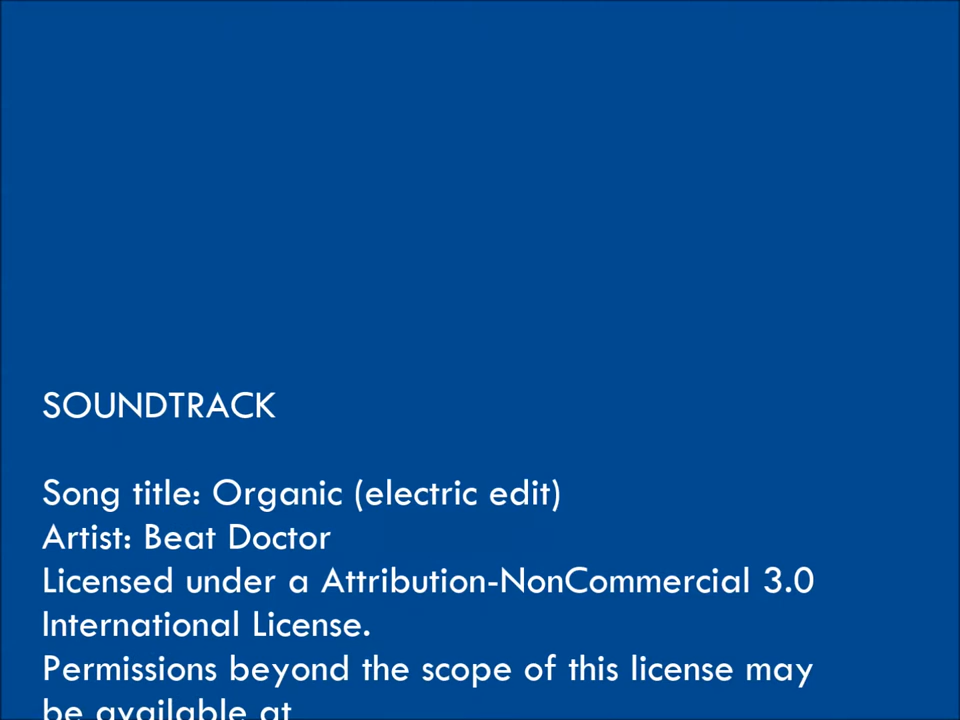 SOUNDTRACK
Song title: Organic (electric edit)
Artist: Beat Doctor
Licensed under a Attribution-NonCommercial 3.0
International License.
Permissions beyond the scope of this license may
be available at